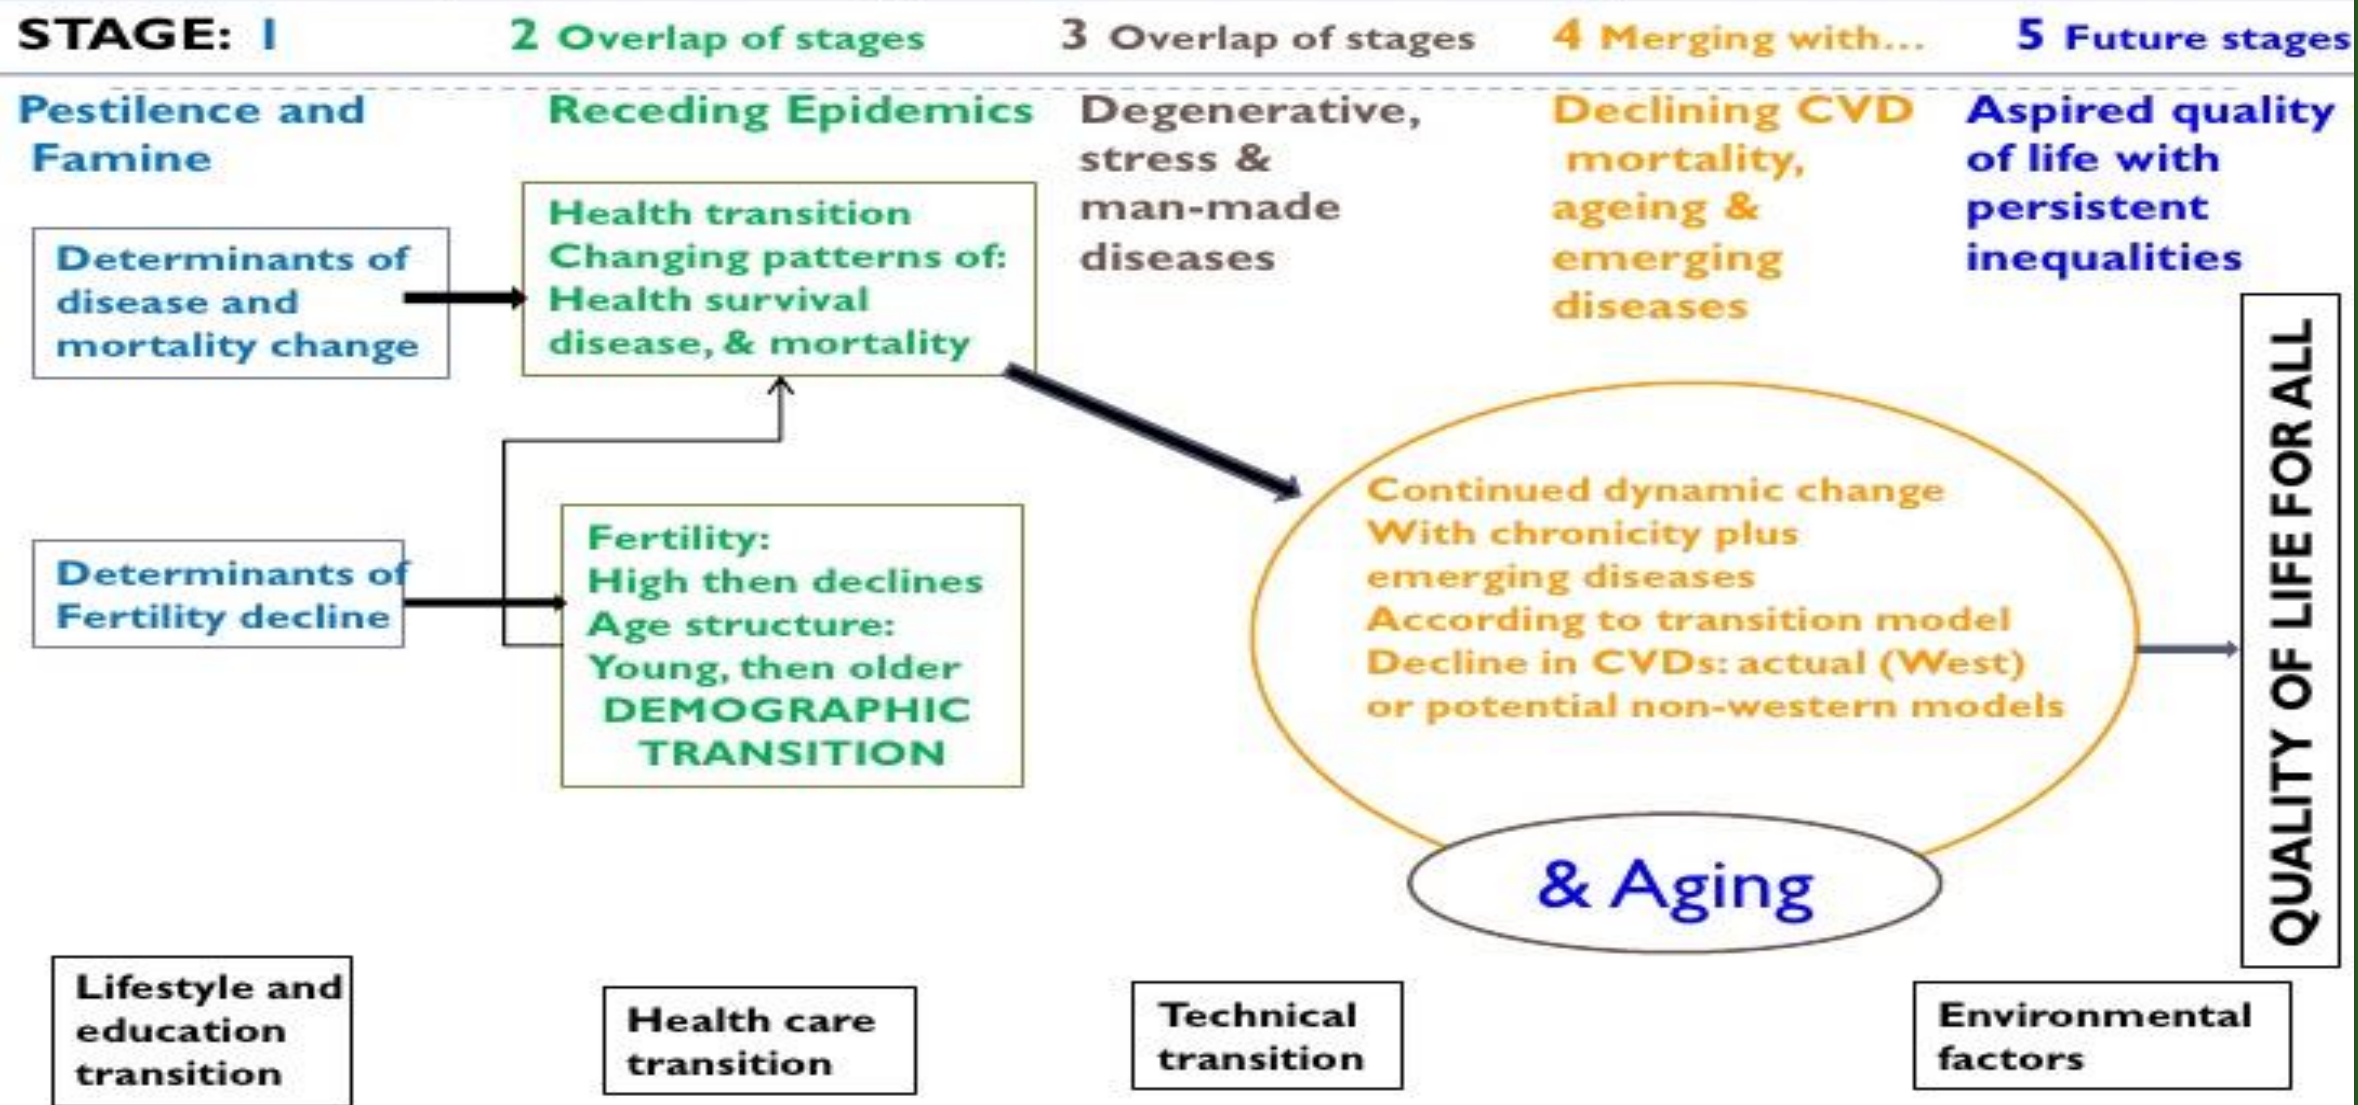 STAGE: 1 2 Overlap of stages 3 Overlap of stages 4 Merging with... 5 Future stages
Pestilence and
Famine
Receding Epidemics
Degenerative,
stress &
man-made
diseases
Declining CVD
mortality,
ageing &
emerging
diseases
Aspired quality
of life with
persistent
inequalities
Determinants of
disease and
mortality change
Health transition
Changing patterns of:
Health survival
disease, & mortality
Determinants of
Fertility decline
Fertility:
High then declines
Age structure:
Young, then older
DEMOGRAPHIC
TRANSITION
Continued dynamic change
With chronicity plus
emerging diseases
According to transition model
Decline in CVDs: actual (West)
or potential non-western models
& Aging
QUALITY OF LIFE FOR ALL
Lifestyle and
education
transition
Health care
transition
Technical
transition
Environmental
factors